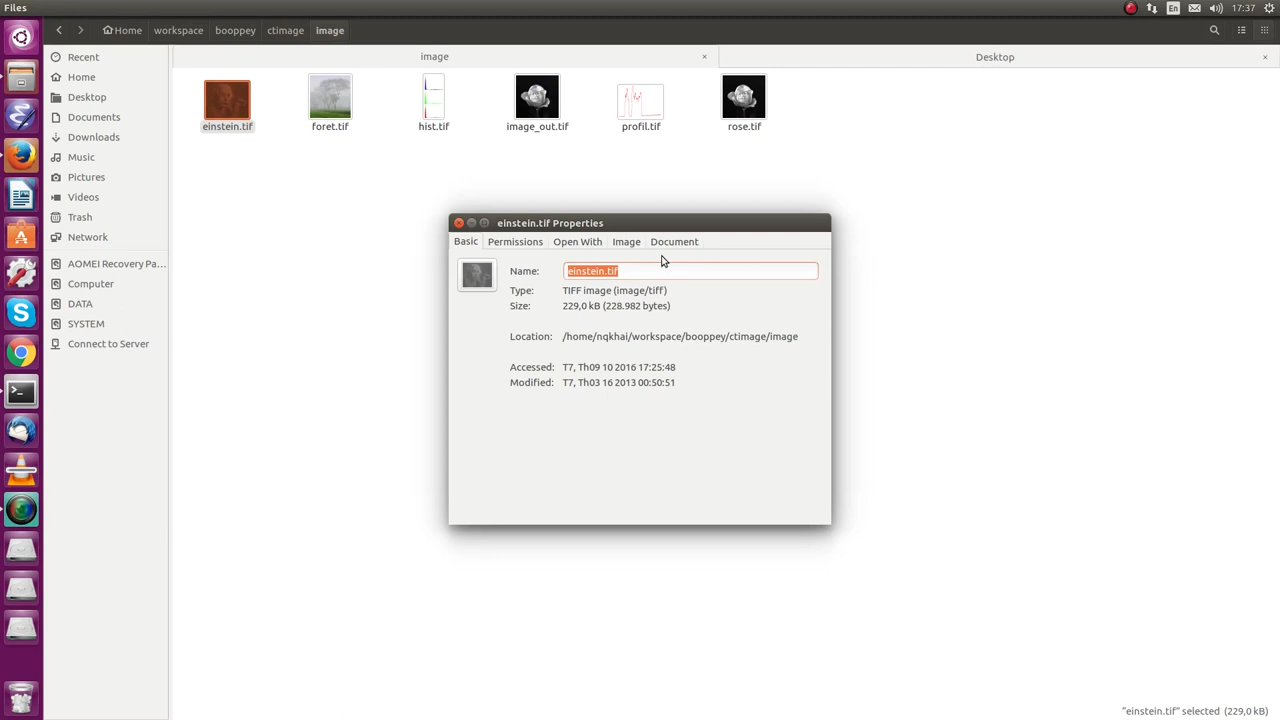 Files
En
17:37
Home
workspace
booppey
ctimage
image
image
Desktop
Recent
Home
Desktop
Documents
Downloads
Music
Pictures
Videos
Trash
Network
AOMEI Recovery Pa...
Computer
DATA
SYSTEM
Connect to Server
einstein.tif
foret.tif
hist.tif
image_out.tif
profil.tif
rose.tif
einstein.tif Properties
Basic Permissions Open With Image Document
Name: einstein.tif
Type: TIFF image (image/tiff)
Size: 229,0 kB (228.982 bytes)
Location: /home/nqkhai/workspace/booppey/ctimage/image
Accessed: T7, Th09 10 2016 17:25:48
Modified: T7, Th03 16 2013 00:50:51
"einstein.tif" selected (229,0 kB)